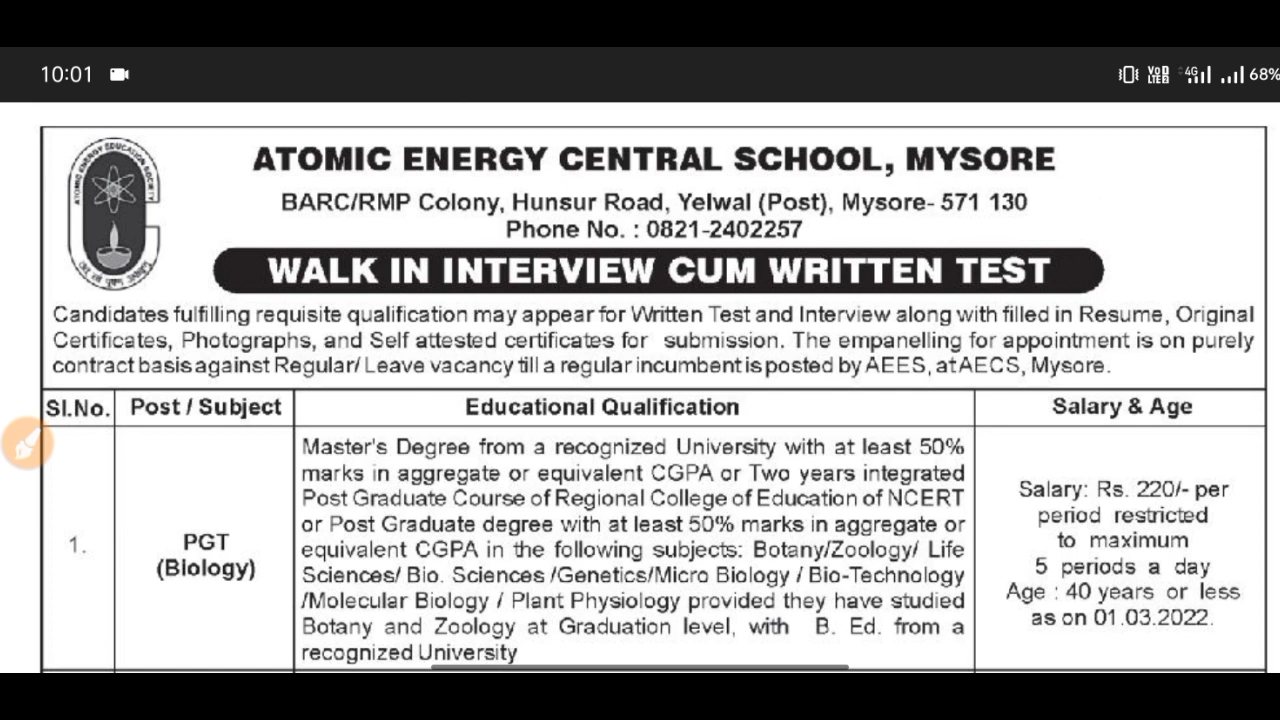 10:01
VoD
LTE2
4G
68%
ATOMIC ENERGY EDUCATION SOCIETY
ATOMIC ENERGY CENTRAL SCHOOL, MYSORE
BARC/RMP Colony, Hunsur Road, Yelwal (Post), Mysore- 571 130
Phone No. : 0821-2402257
WALK IN INTERVIEW CUM WRITTEN TEST
Candidates fulfilling requisite qualification may appear for Written Test and Interview along with filled in Resume, Original
Certificates, Photographs, and Self attested certificates for submission. The empanelling for appointment is on purely
contract basis against Regular/ Leave vacancy till a regular incumbent is posted by AEES, at AECS, Mysore.
Sl.No.
Post / Subject
Educational Qualification
Salary & Age
1.
PGT
(Biology)
Master's Degree from a recognized University with at least 50%
marks in aggregate or equivalent CGPA or Two years integrated
Post Graduate Course of Regional College of Education of NCERT
or Post Graduate degree with at least 50% marks in aggregate or
equivalent CGPA in the following subjects: Botany/Zoology/ Life
Sciences/ Bio. Sciences /Genetics/Micro Biology / Bio-Technology
/Molecular Biology / Plant Physiology provided they have studied
Botany and Zoology at Graduation level, with B. Ed. from a
recognized University
Salary: Rs. 220/- per
period restricted
to maximum
5 periods a day
Age : 40 years or less
as on 01.03.2022.